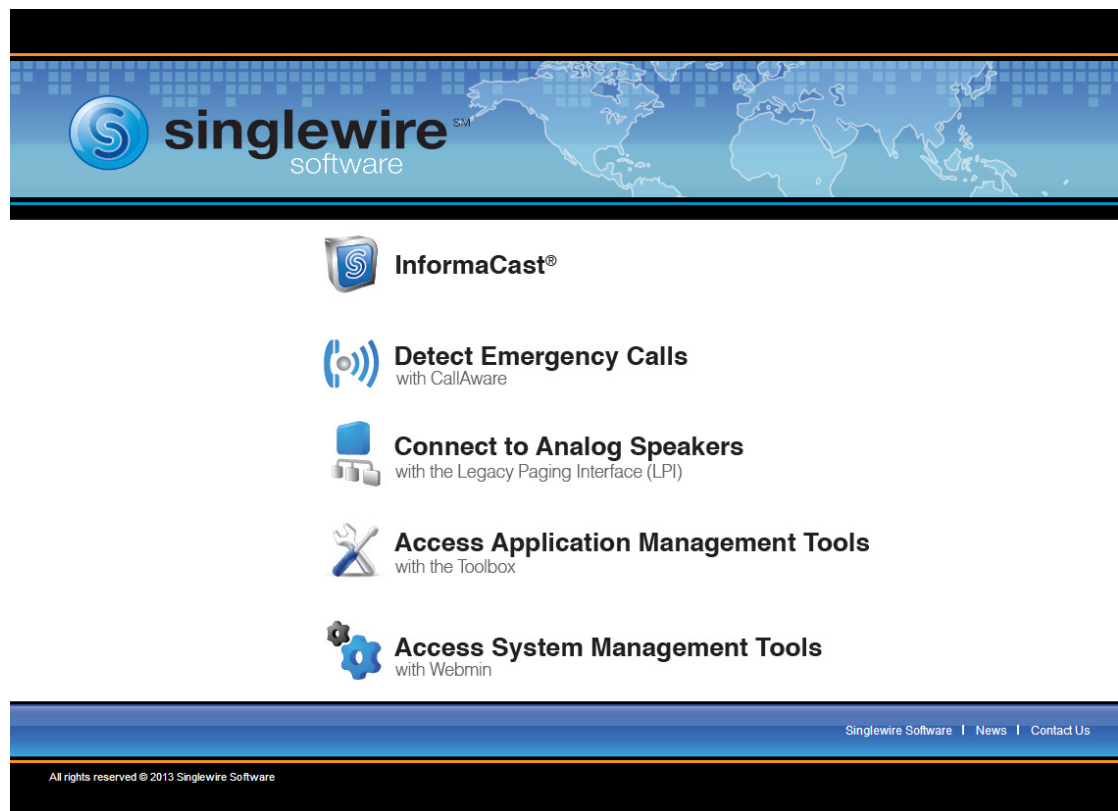 singlewire SM
software
InformaCast®
Detect Emergency Calls
with CallAware
Connect to Analog Speakers
with the Legacy Paging Interface (LPI)
Access Application Management Tools
with the Toolbox
Access System Management Tools
with Webmin
Singlewire Software | News | Contact Us
All rights reserved © 2013 Singlewire Software